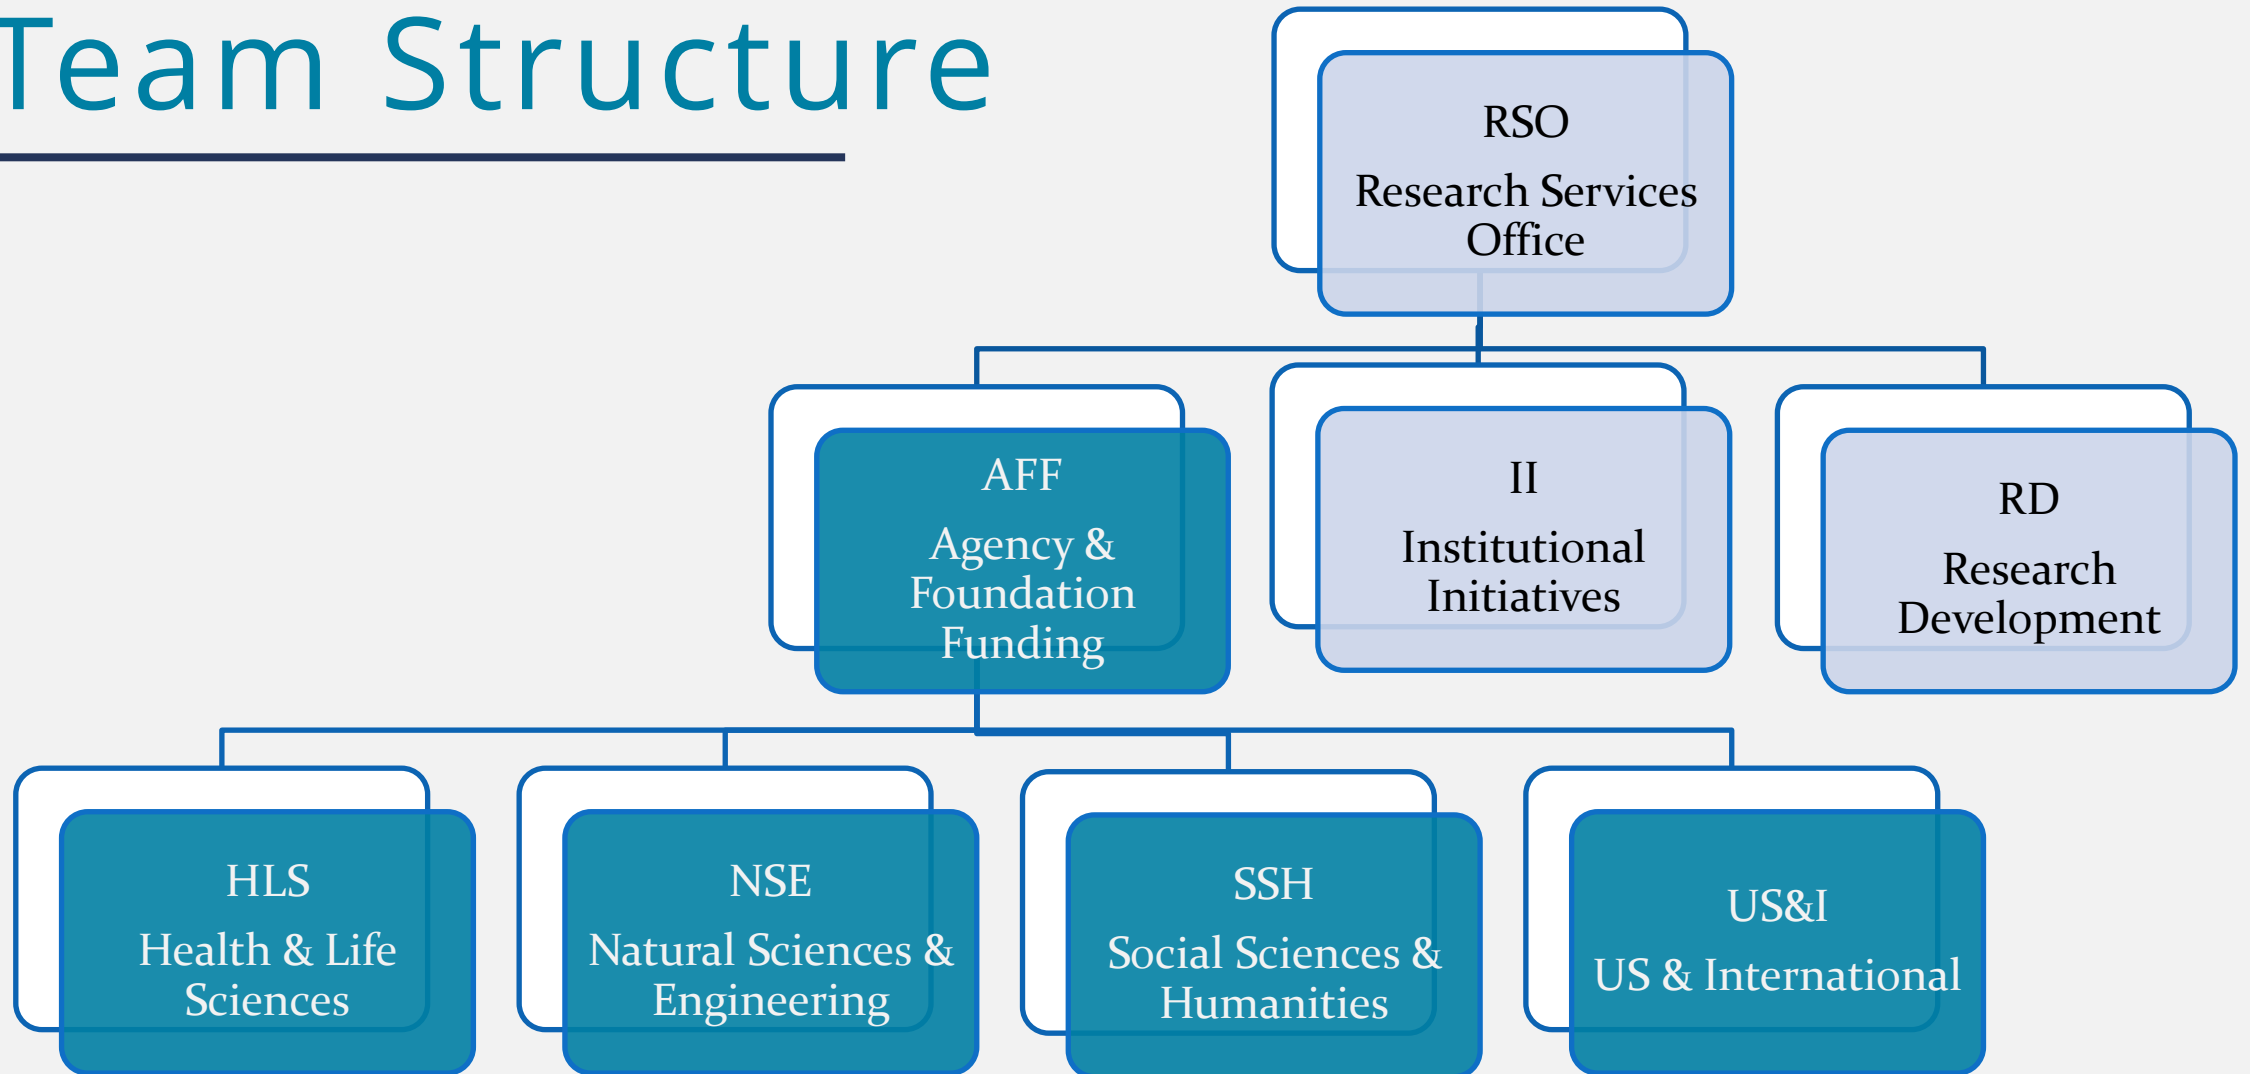 Team Structure
RSO
Research Services
Office
AFF
Agency &
Foundation
Funding
II
Institutional
Initiatives
RD
Research
Development
HLS
Health & Life
Sciences
NSE
Natural Sciences &
Engineering
SSH
Social Sciences &
Humanities
US&I
US & International